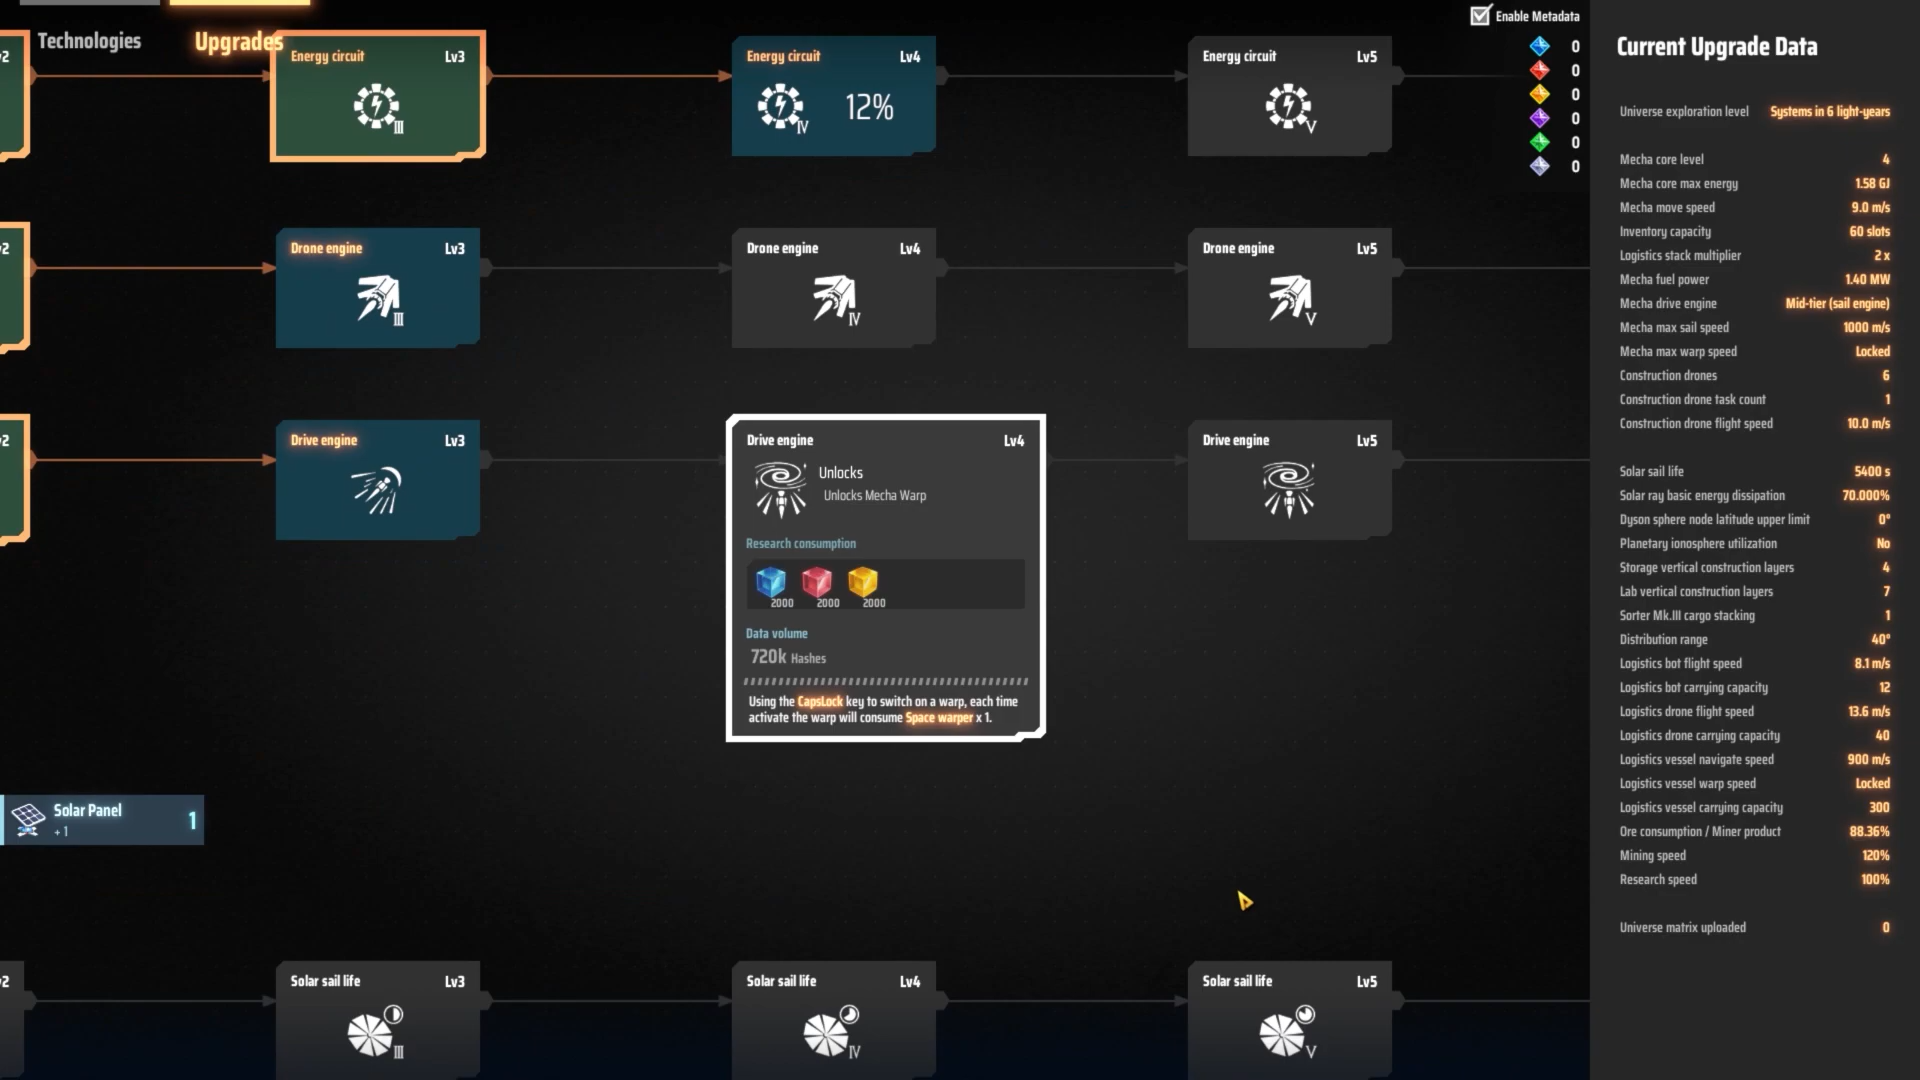 Technologies
Upgrades
Enable Metadata
0
0
0
0
0
0
v2
Energy circuit Lv3
III
Energy circuit Lv4
IV
12%
Energy circuit Lv5
V
v2
Drone engine Lv3
III
Drone engine Lv4
IV
Drone engine Lv5
V
v2
Drive engine Lv3
Drive engine Lv4
Unlocks
Unlocks Mecha Warp
Research consumption
2000 2000 2000
Data volume
720k Hashes
Using the CapsLock key to switch on a warp, each time
activate the warp will consume Space warper x 1.
Drive engine Lv5
Solar Panel
+ 1
1
v2
Solar sail life Lv3
III
Solar sail life Lv4
IV
Solar sail life Lv5
V
Current Upgrade Data
Universe exploration level Systems in 6 light-years
Mecha core level 4
Mecha core max energy 1.58 GJ
Mecha move speed 9.0 m/s
Inventory capacity 60 slots
Logistics stack multiplier 2 x
Mecha fuel power 1.40 MW
Mecha drive engine Mid-tier (sail engine)
Mecha max sail speed 1000 m/s
Mecha max warp speed Locked
Construction drones 6
Construction drone task count 1
Construction drone flight speed 10.0 m/s
Solar sail life 5400 s
Solar ray basic energy dissipation 70.000%
Dyson sphere node latitude upper limit 0°
Planetary ionosphere utilization No
Storage vertical construction layers 4
Lab vertical construction layers 7
Sorter Mk.III cargo stacking 1
Distribution range 40°
Logistics bot flight speed 8.1 m/s
Logistics bot carrying capacity 12
Logistics drone flight speed 13.6 m/s
Logistics drone carrying capacity 40
Logistics vessel navigate speed 900 m/s
Logistics vessel warp speed Locked
Logistics vessel carrying capacity 300
Ore consumption / Miner product 88.36%
Mining speed 120%
Research speed 100%
Universe matrix uploaded 0